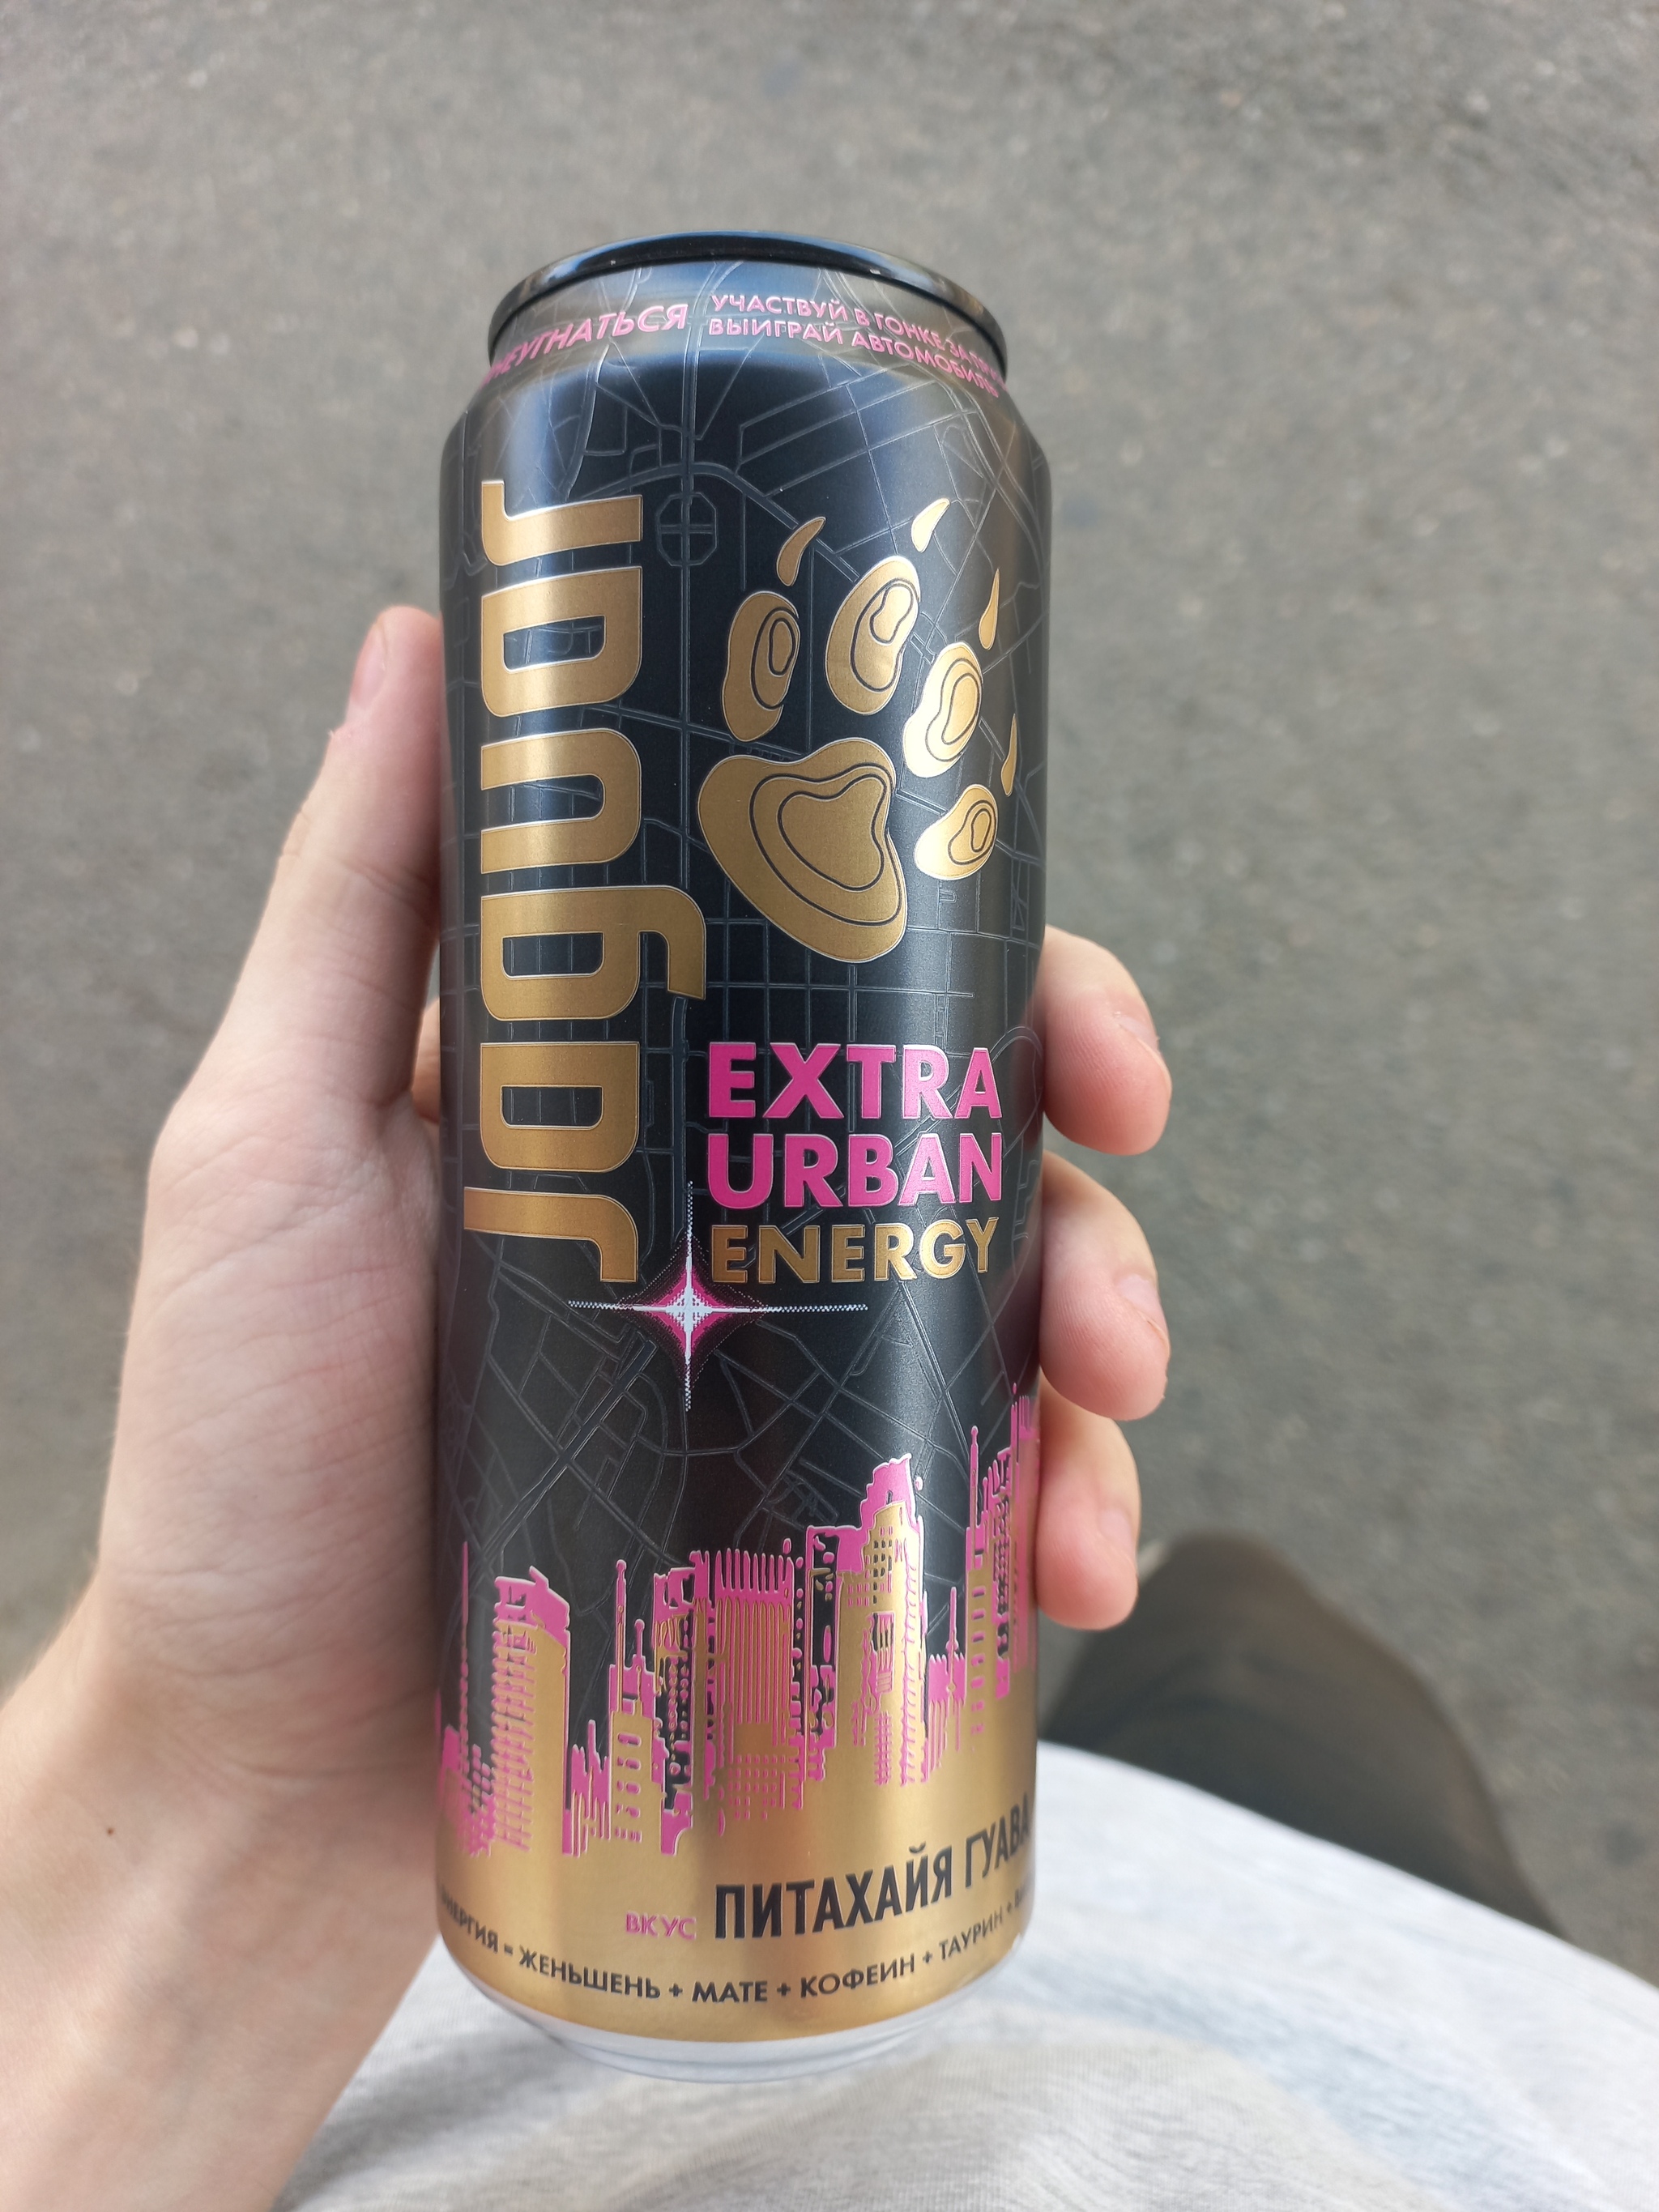 УЧАСТВУЙ В ГОНКЕ ЗА
ВЫИГРАЙ АВТОМОБИЛЬ
jaguar
EXTRA
URBAN
ENERGY
ВКУС ПИТАХАЙЯ ГУАВА
= ЖЕНЬШЕНЬ + МАТЕ + КОФЕИН + ТАУРИН +